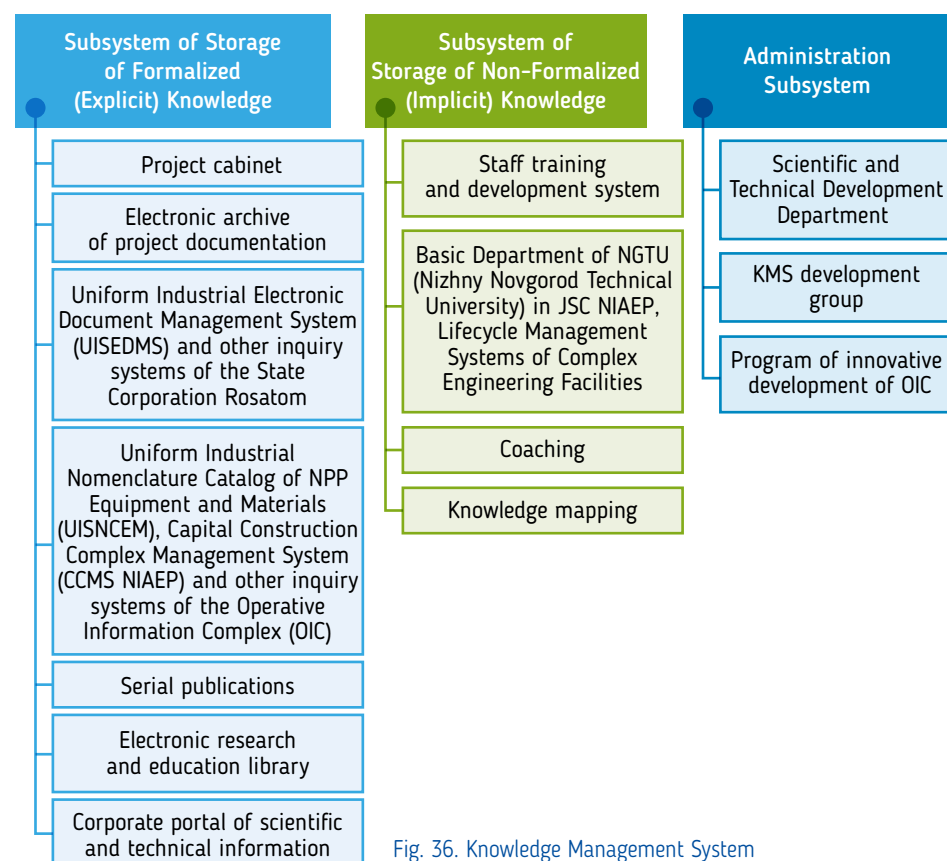 Subsystem of Storage
of Formalized
(Explicit) Knowledge
Project cabinet
Electronic archive
of project documentation
Uniform Industrial Electronic
Document Management System
(UISEDMS) and other inquiry
systems of the State
Corporation Rosatom
Uniform Industrial
Nomenclature Catalog of NPP
Equipment and Materials
(UISNCEM), Capital Construction
Complex Management System
(CCMS NIAEP) and other inquiry
systems of the Operative
Information Complex (OIC)
Serial publications
Electronic research
and education library
Corporate portal of scientific
and technical information
Subsystem of
Storage of Non-Formalized
(Implicit) Knowledge
Staff training
and development system
Basic Department of NGTU
(Nizhny Novgorod Technical
University) in JSC NIAEP,
Lifecycle Management
Systems of Complex
Engineering Facilities
Coaching
Knowledge mapping
Administration
Subsystem
Scientific and
Technical Development
Department
KMS development
group
Program of innovative
development of OIC
Fig. 36. Knowledge Management System